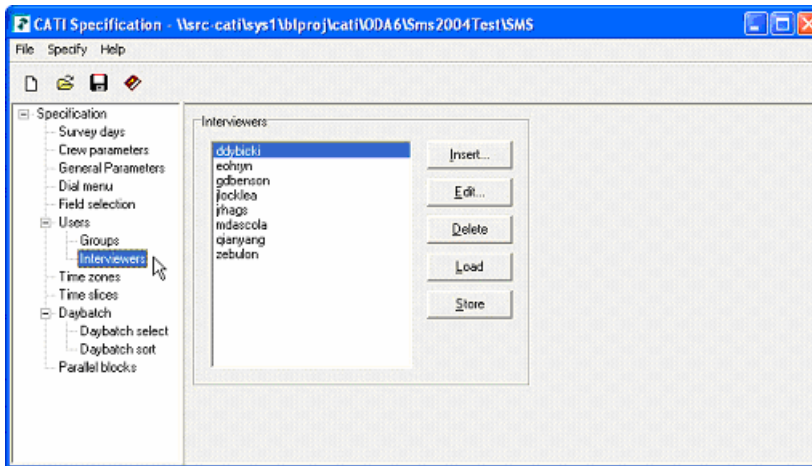 CATI Specification - \\src-cati\sys1\blproj\cati\ODA6\Sms2004Test\SMS
File Specify Help
Specification
Survey days
Crew parameters
General Parameters
Dial menu
Field selection
Users
Groups
Interviewers
Time zones
Time slices
Daybatch
Daybatch select
Daybatch sort
Parallel blocks
Interviewers
ddybicki
eohryn
gdbenson
jlocklea
jrhags
mdascola
qianyang
zebulon
Insert...
Edit...
Delete
Load
Store